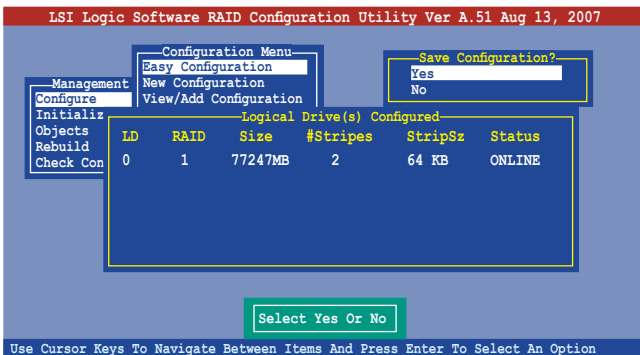 LSI Logic Software RAID Configuration Utility Ver A.51 Aug 13, 2007
Configuration Menu
Easy Configuration
New Configuration
View/Add Configuration
Save Configuration?
Yes
No
Management
Configure
Initializ
Objects
Rebuild
Check Con
Logical Drive(s) Configured
LD RAID Size #Stripes StripSz Status
0 1 77247MB 2 64 KB ONLINE
Select Yes Or No
Use Cursor Keys To Navigate Between Items And Press Enter To Select An Option